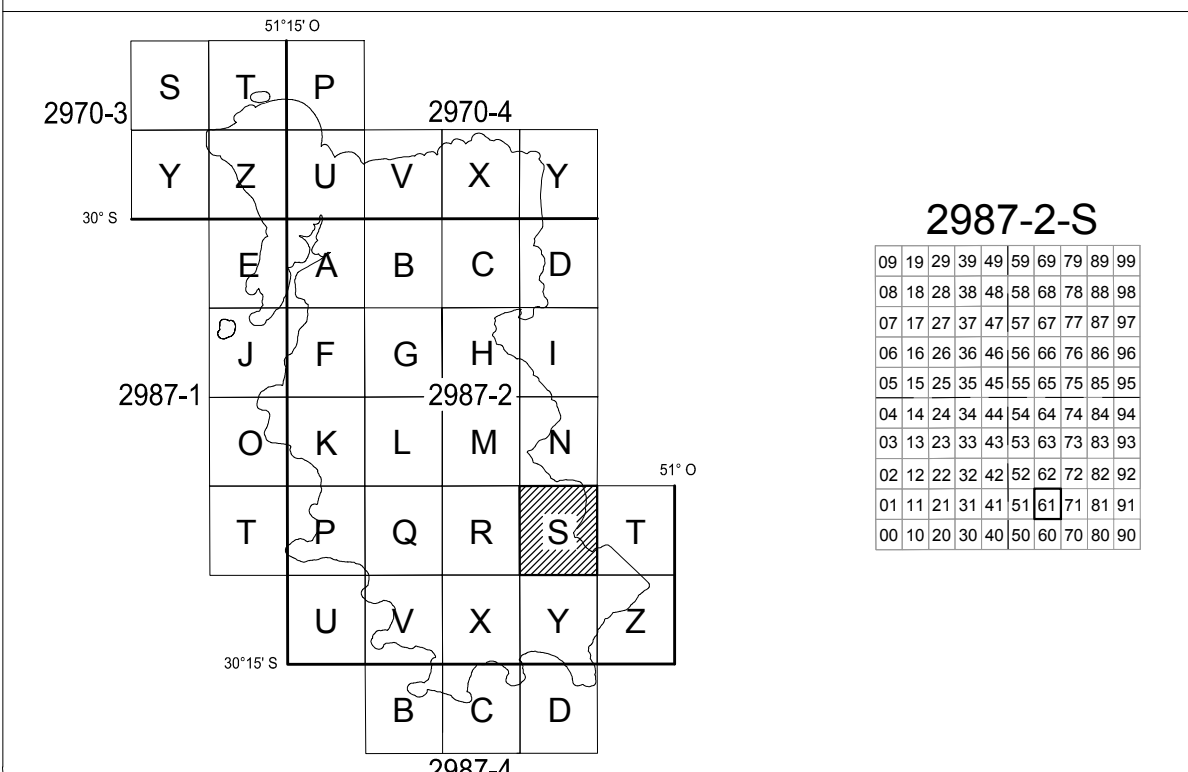 51°15' O
S T P
2970-3 2970-4
Y Z U V X Y
30° S
E A B C D
J F G H I
2987-1 2987-2
O K L M N
51° O
T P Q R S T
U V X Y Z
30°15' S
B C D
2987-4
2987-2-S
09 19 29 39 49 59 69 79 89 99
08 18 28 38 48 58 68 78 88 98
07 17 27 37 47 57 67 77 87 97
06 16 26 36 46 56 66 76 86 96
05 15 25 35 45 55 65 75 85 95
04 14 24 34 44 54 64 74 84 94
03 13 23 33 43 53 63 73 83 93
02 12 22 32 42 52 62 72 82 92
01 11 21 31 41 51 61 71 81 91
00 10 20 30 40 50 60 70 80 90